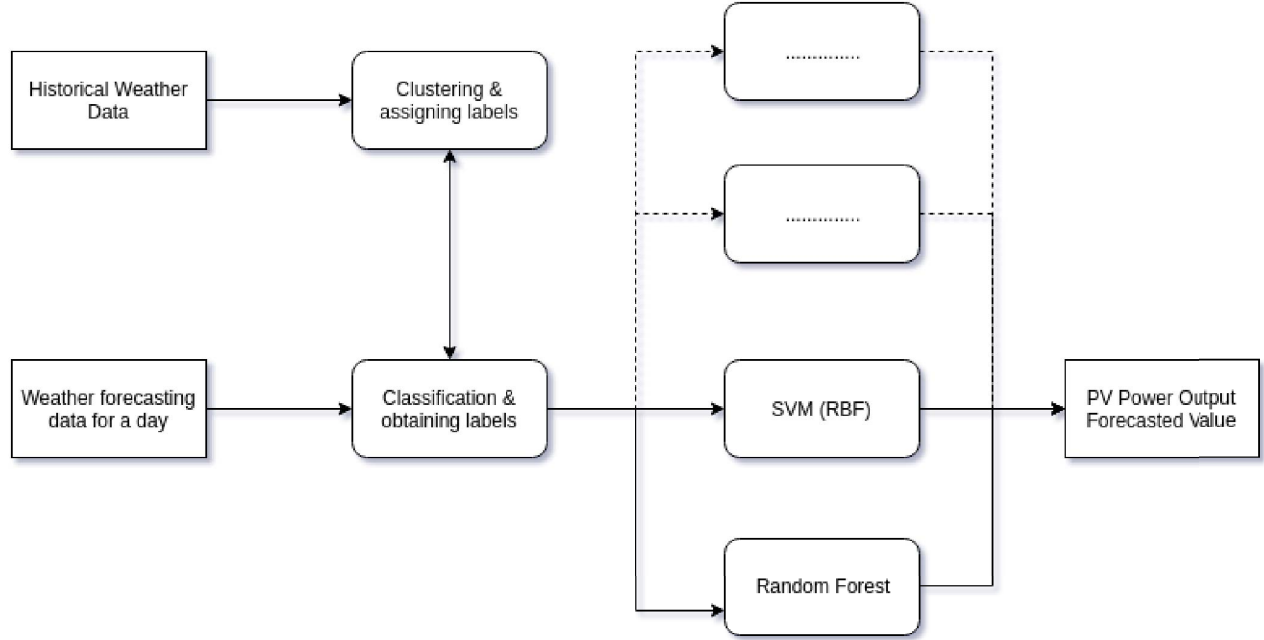 ..............
Historical Weather
Data
Clustering &
assigning labels
..............
Weather forecasting
data for a day
Classification &
obtaining labels
SVM (RBF)
PV Power Output
Forecasted Value
Random Forest